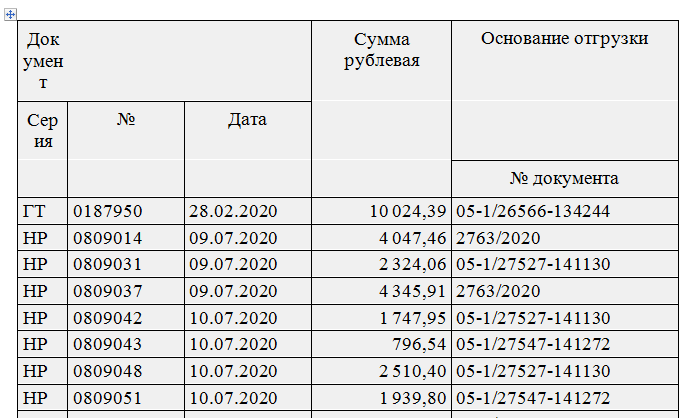 Док
умен
т
Сумма
рублевая
Основание отгрузки
Сер
ия
№
Дата
№ документа
ГТ 0187950 28.02.2020 10 024,39 05-1/26566-134244
НР 0809014 09.07.2020 4 047,46 2763/2020
НР 0809031 09.07.2020 2 324,06 05-1/27527-141130
НР 0809037 09.07.2020 4 345,91 2763/2020
НР 0809042 10.07.2020 1 747,95 05-1/27527-141130
НР 0809043 10.07.2020 796,54 05-1/27547-141272
НР 0809048 10.07.2020 2 510,40 05-1/27527-141130
НР 0809051 10.07.2020 1 939,80 05-1/27547-141272